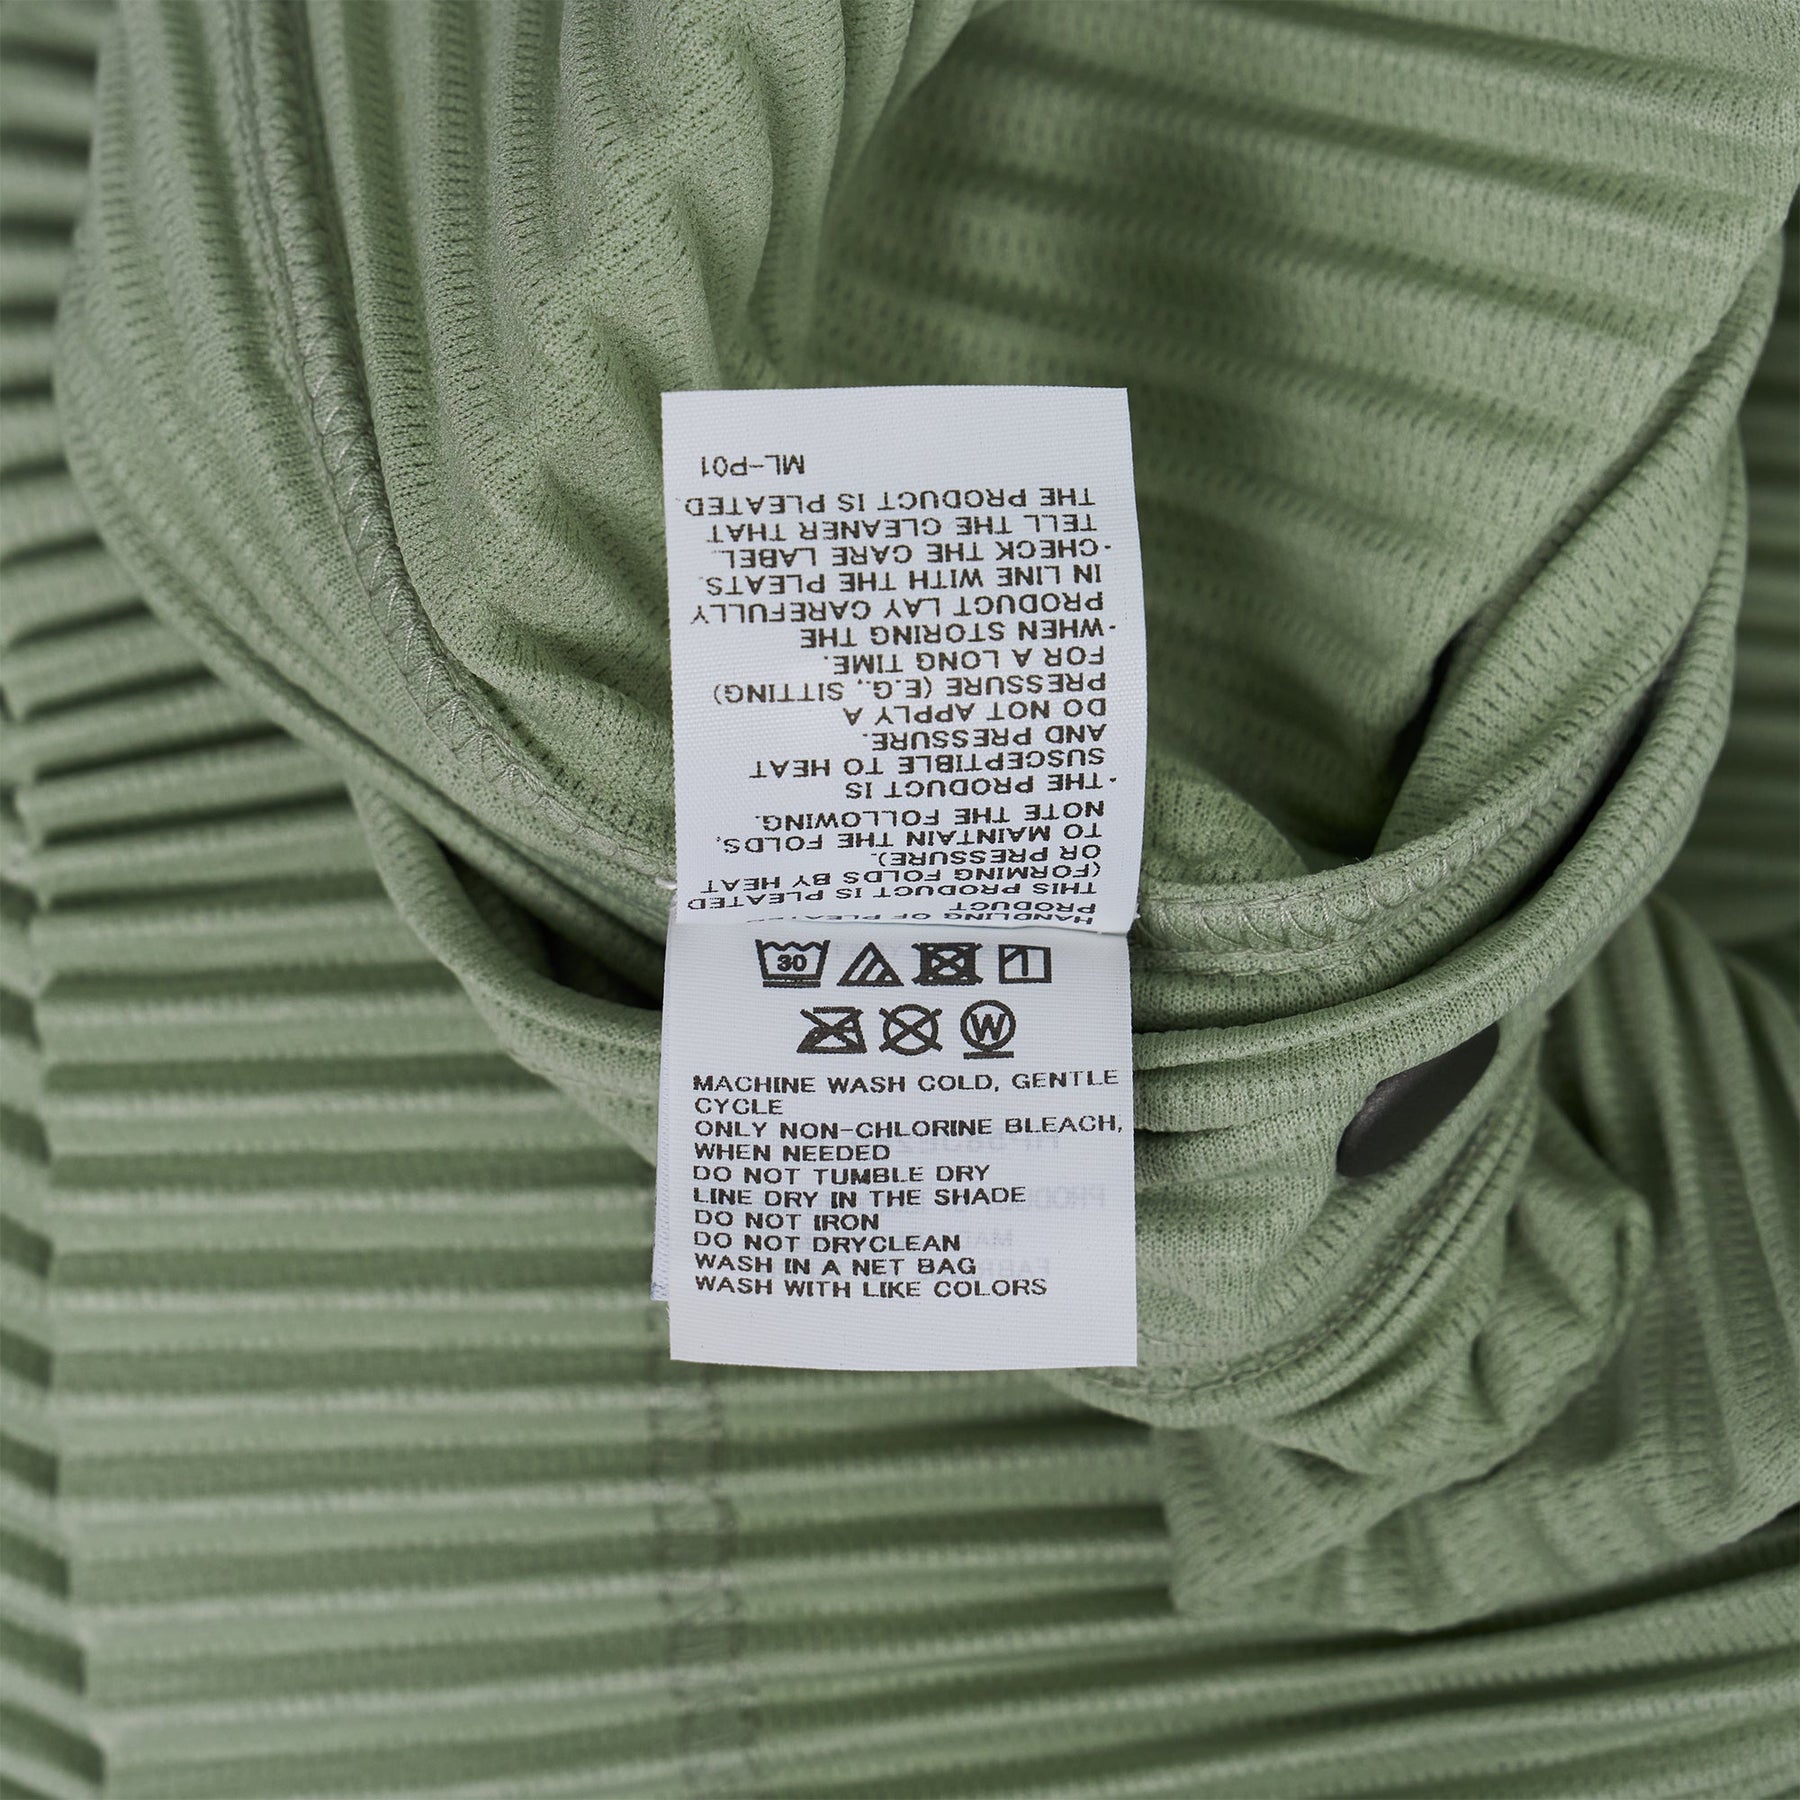 HANDLING OF PLEATED
PRODUCT
THIS PRODUCT IS PLEATED
(FORMING FOLDS BY HEAT
OR PRESSURE).
TO MAINTAIN THE FOLDS,
NOTE THE FOLLOWING.
·THE PRODUCT IS
SUSCEPTIBLE TO HEAT
AND PRESSURE.
DO NOT APPLY A
PRESSURE (E.G., SITTING)
FOR A LONG TIME.
·WHEN STORING THE
PRODUCT LAY CAREFULLY
IN LINE WITH THE PLEATS.
·CHECK THE CARE LABEL.
TELL THE CLEANER THAT
THE PRODUCT IS PLEATED.
ML-P01
30
W
MACHINE WASH COLD, GENTLE
CYCLE
ONLY NON-CHLORINE BLEACH,
WHEN NEEDED
DO NOT TUMBLE DRY
LINE DRY IN THE SHADE
DO NOT IRON
DO NOT DRYCLEAN
WASH IN A NET BAG
WASH WITH LIKE COLORS